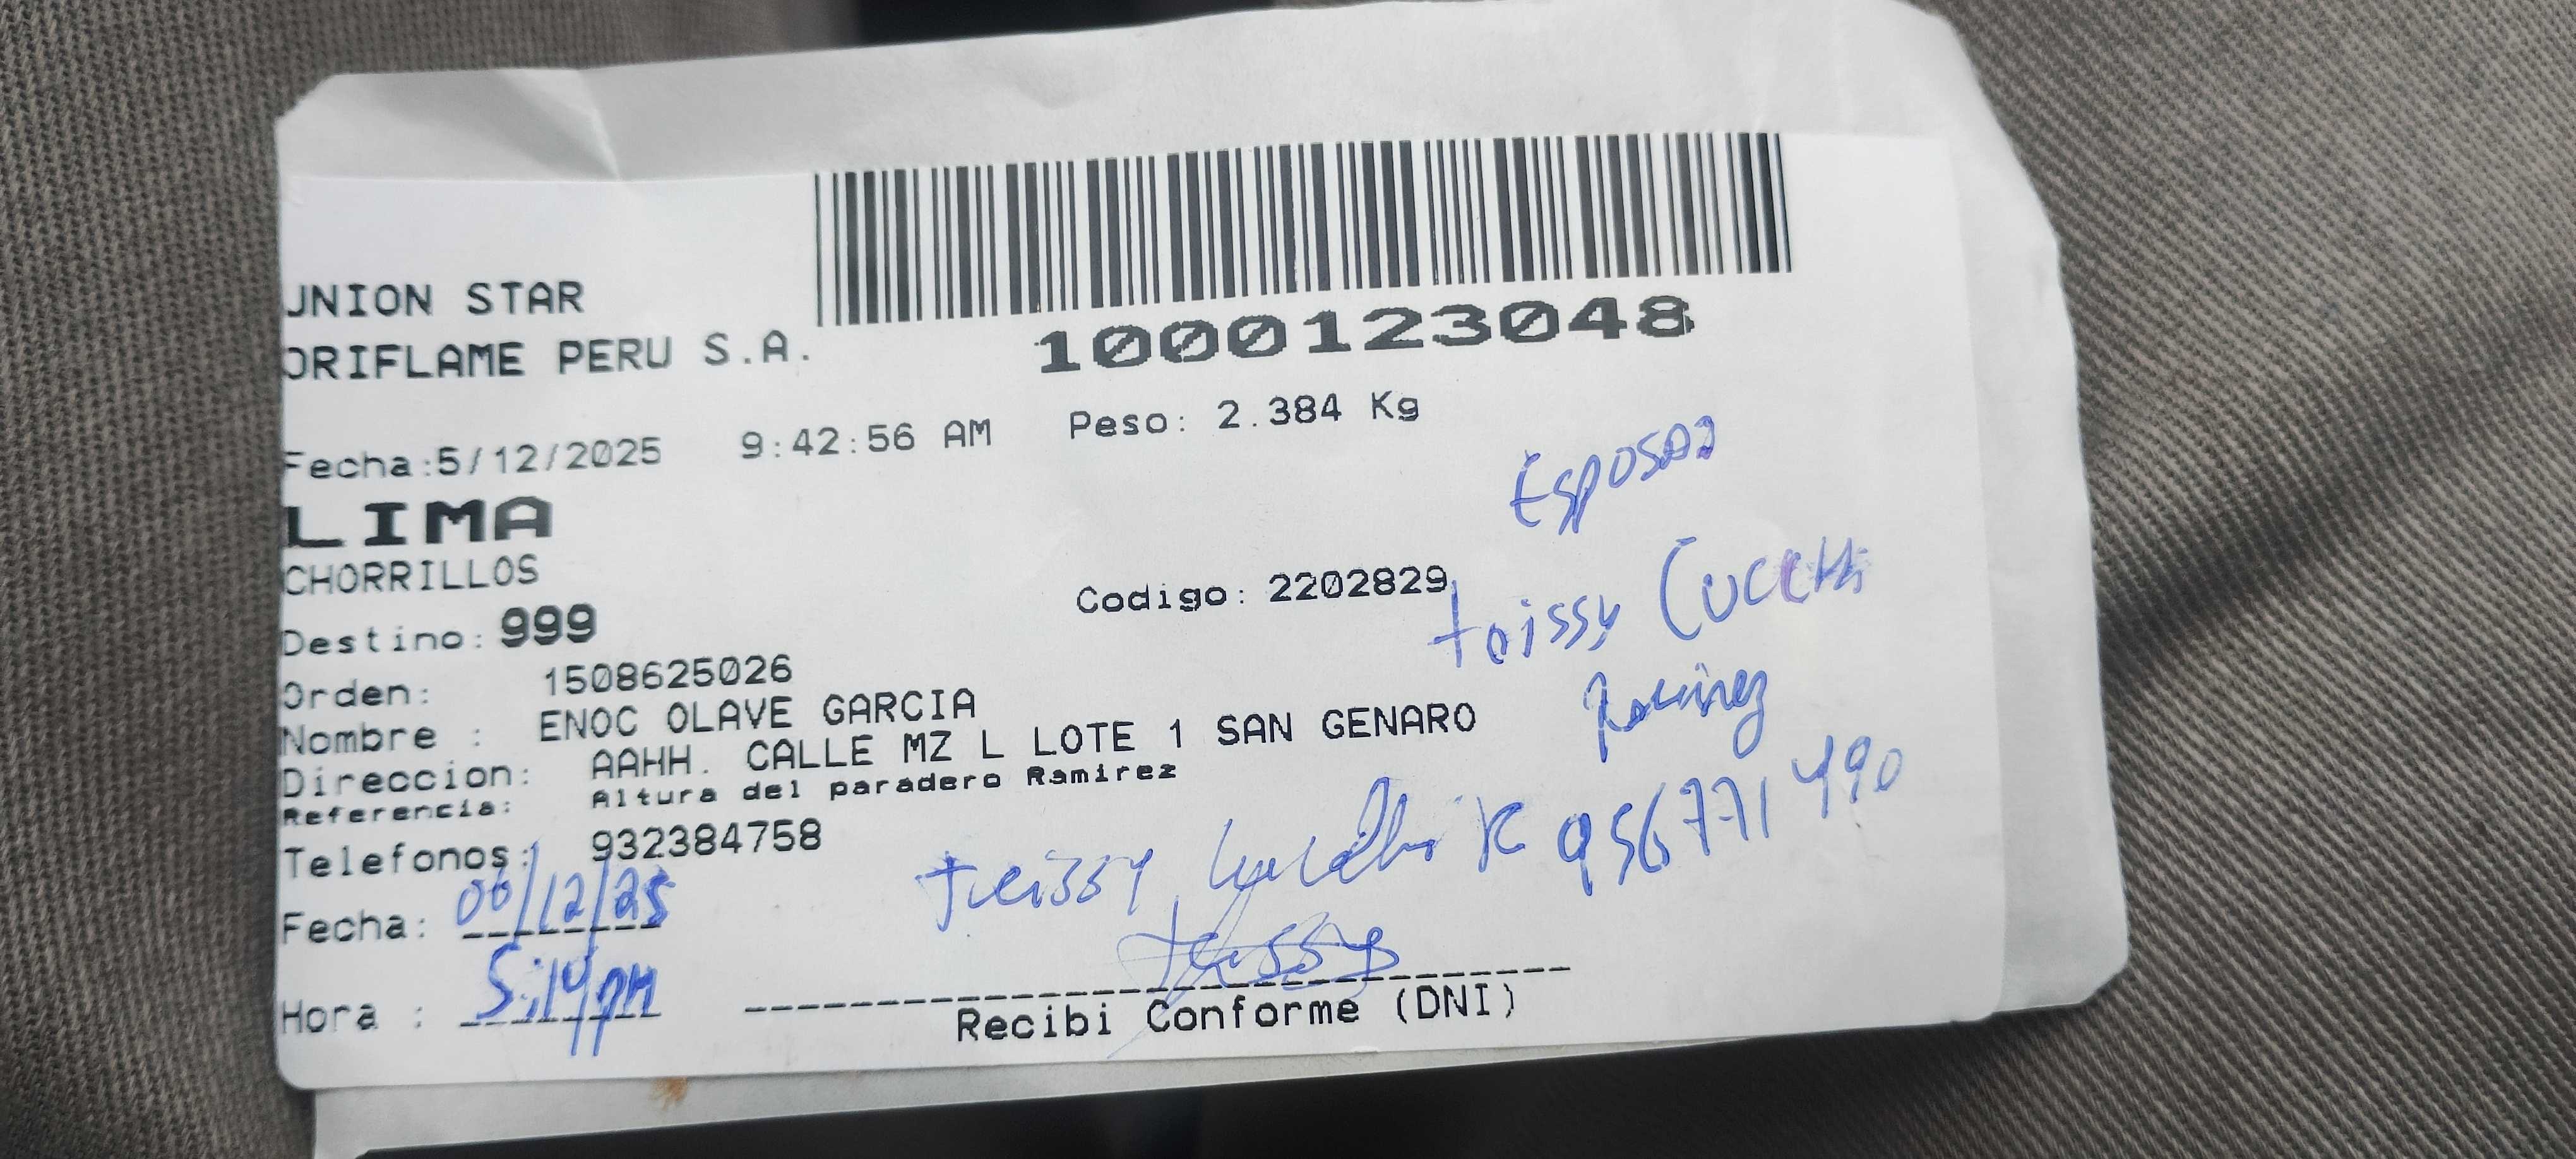 UNION STAR
ORIFLAME PERU S.A.
1000123048
Fecha:5/12/2025 9:42:56 AM Peso: 2.384 Kg
LIMA
CHORRILLOS
Codigo: 2202829
Destino: 999
Orden: 1508625026
Nombre : ENOC OLAVE GARCIA
Direccion: AAHH. CALLE MZ L LOTE 1 SAN GENARO
Referencia: Altura del paradero Ramirez
Telefonos: 932384758
Esposa
Ramirez
956771490
Fecha: 06/12/25
Hora : 5:14pm
Recibi Conforme (DNI)